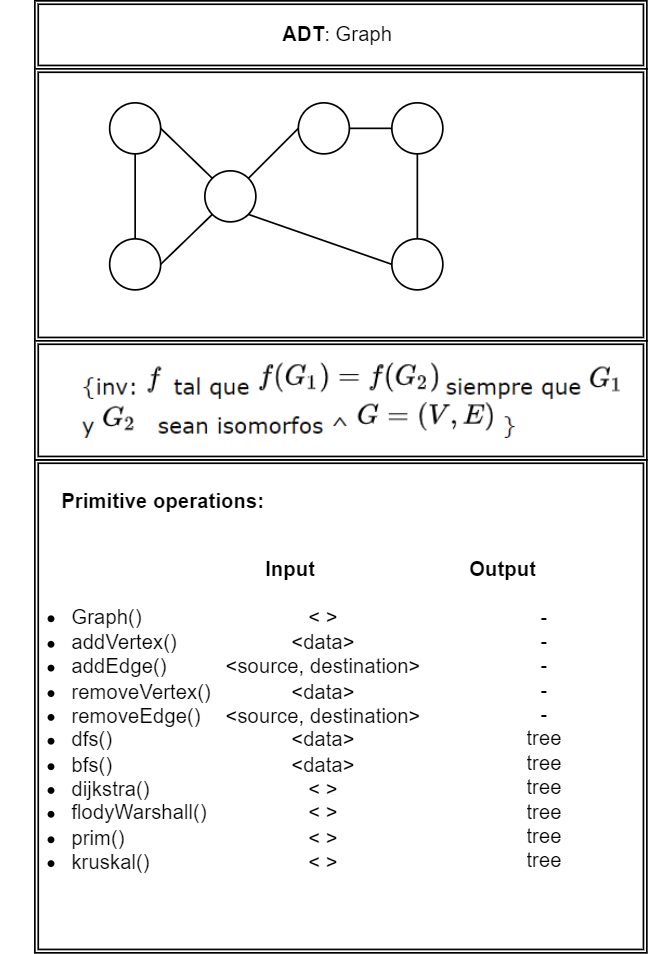 ADT: Graph
{inv: f tal que f(G₁) = f(G₂) siempre que G₁
y G₂ sean isomorfos ^ G = (V, E) }
Primitive operations:
Input Output
• Graph() < > -
• addVertex() <data> -
• addEdge() <source, destination> -
• removeVertex() <data> -
• removeEdge() <source, destination> -
• dfs() <data> tree
• bfs() <data> tree
• dijkstra() < > tree
• flodyWarshall() < > tree
• prim() < > tree
• kruskal() < > tree